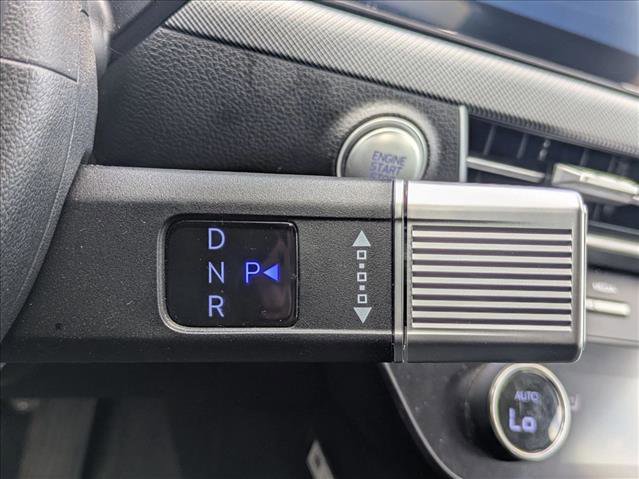 ENGINE
START
STOP
D
N P
R
AUTO
Lo